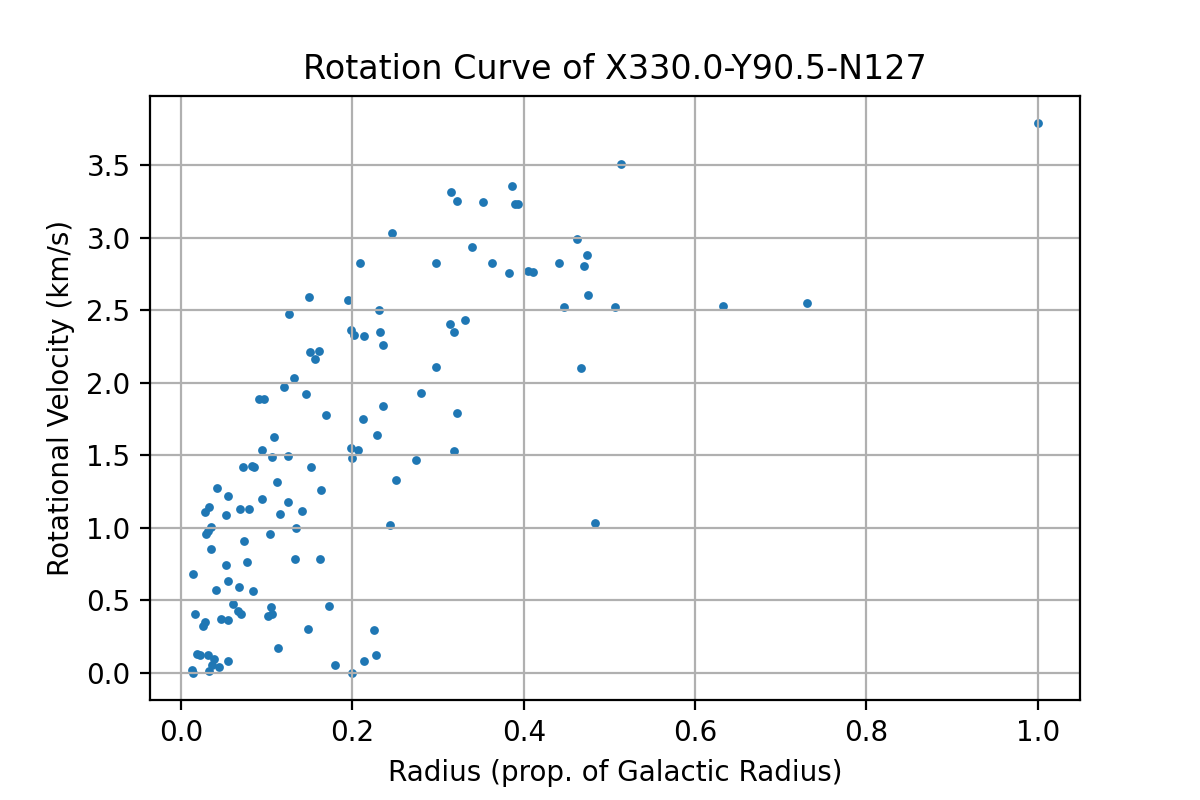 Rotation Curve of X330.0-Y90.5-N127
Rotational Velocity (km/s)
3.5
3.0
2.5
2.0
1.5
1.0
0.5
0.0
0.0 0.2 0.4 0.6 0.8 1.0
Radius (prop. of Galactic Radius)